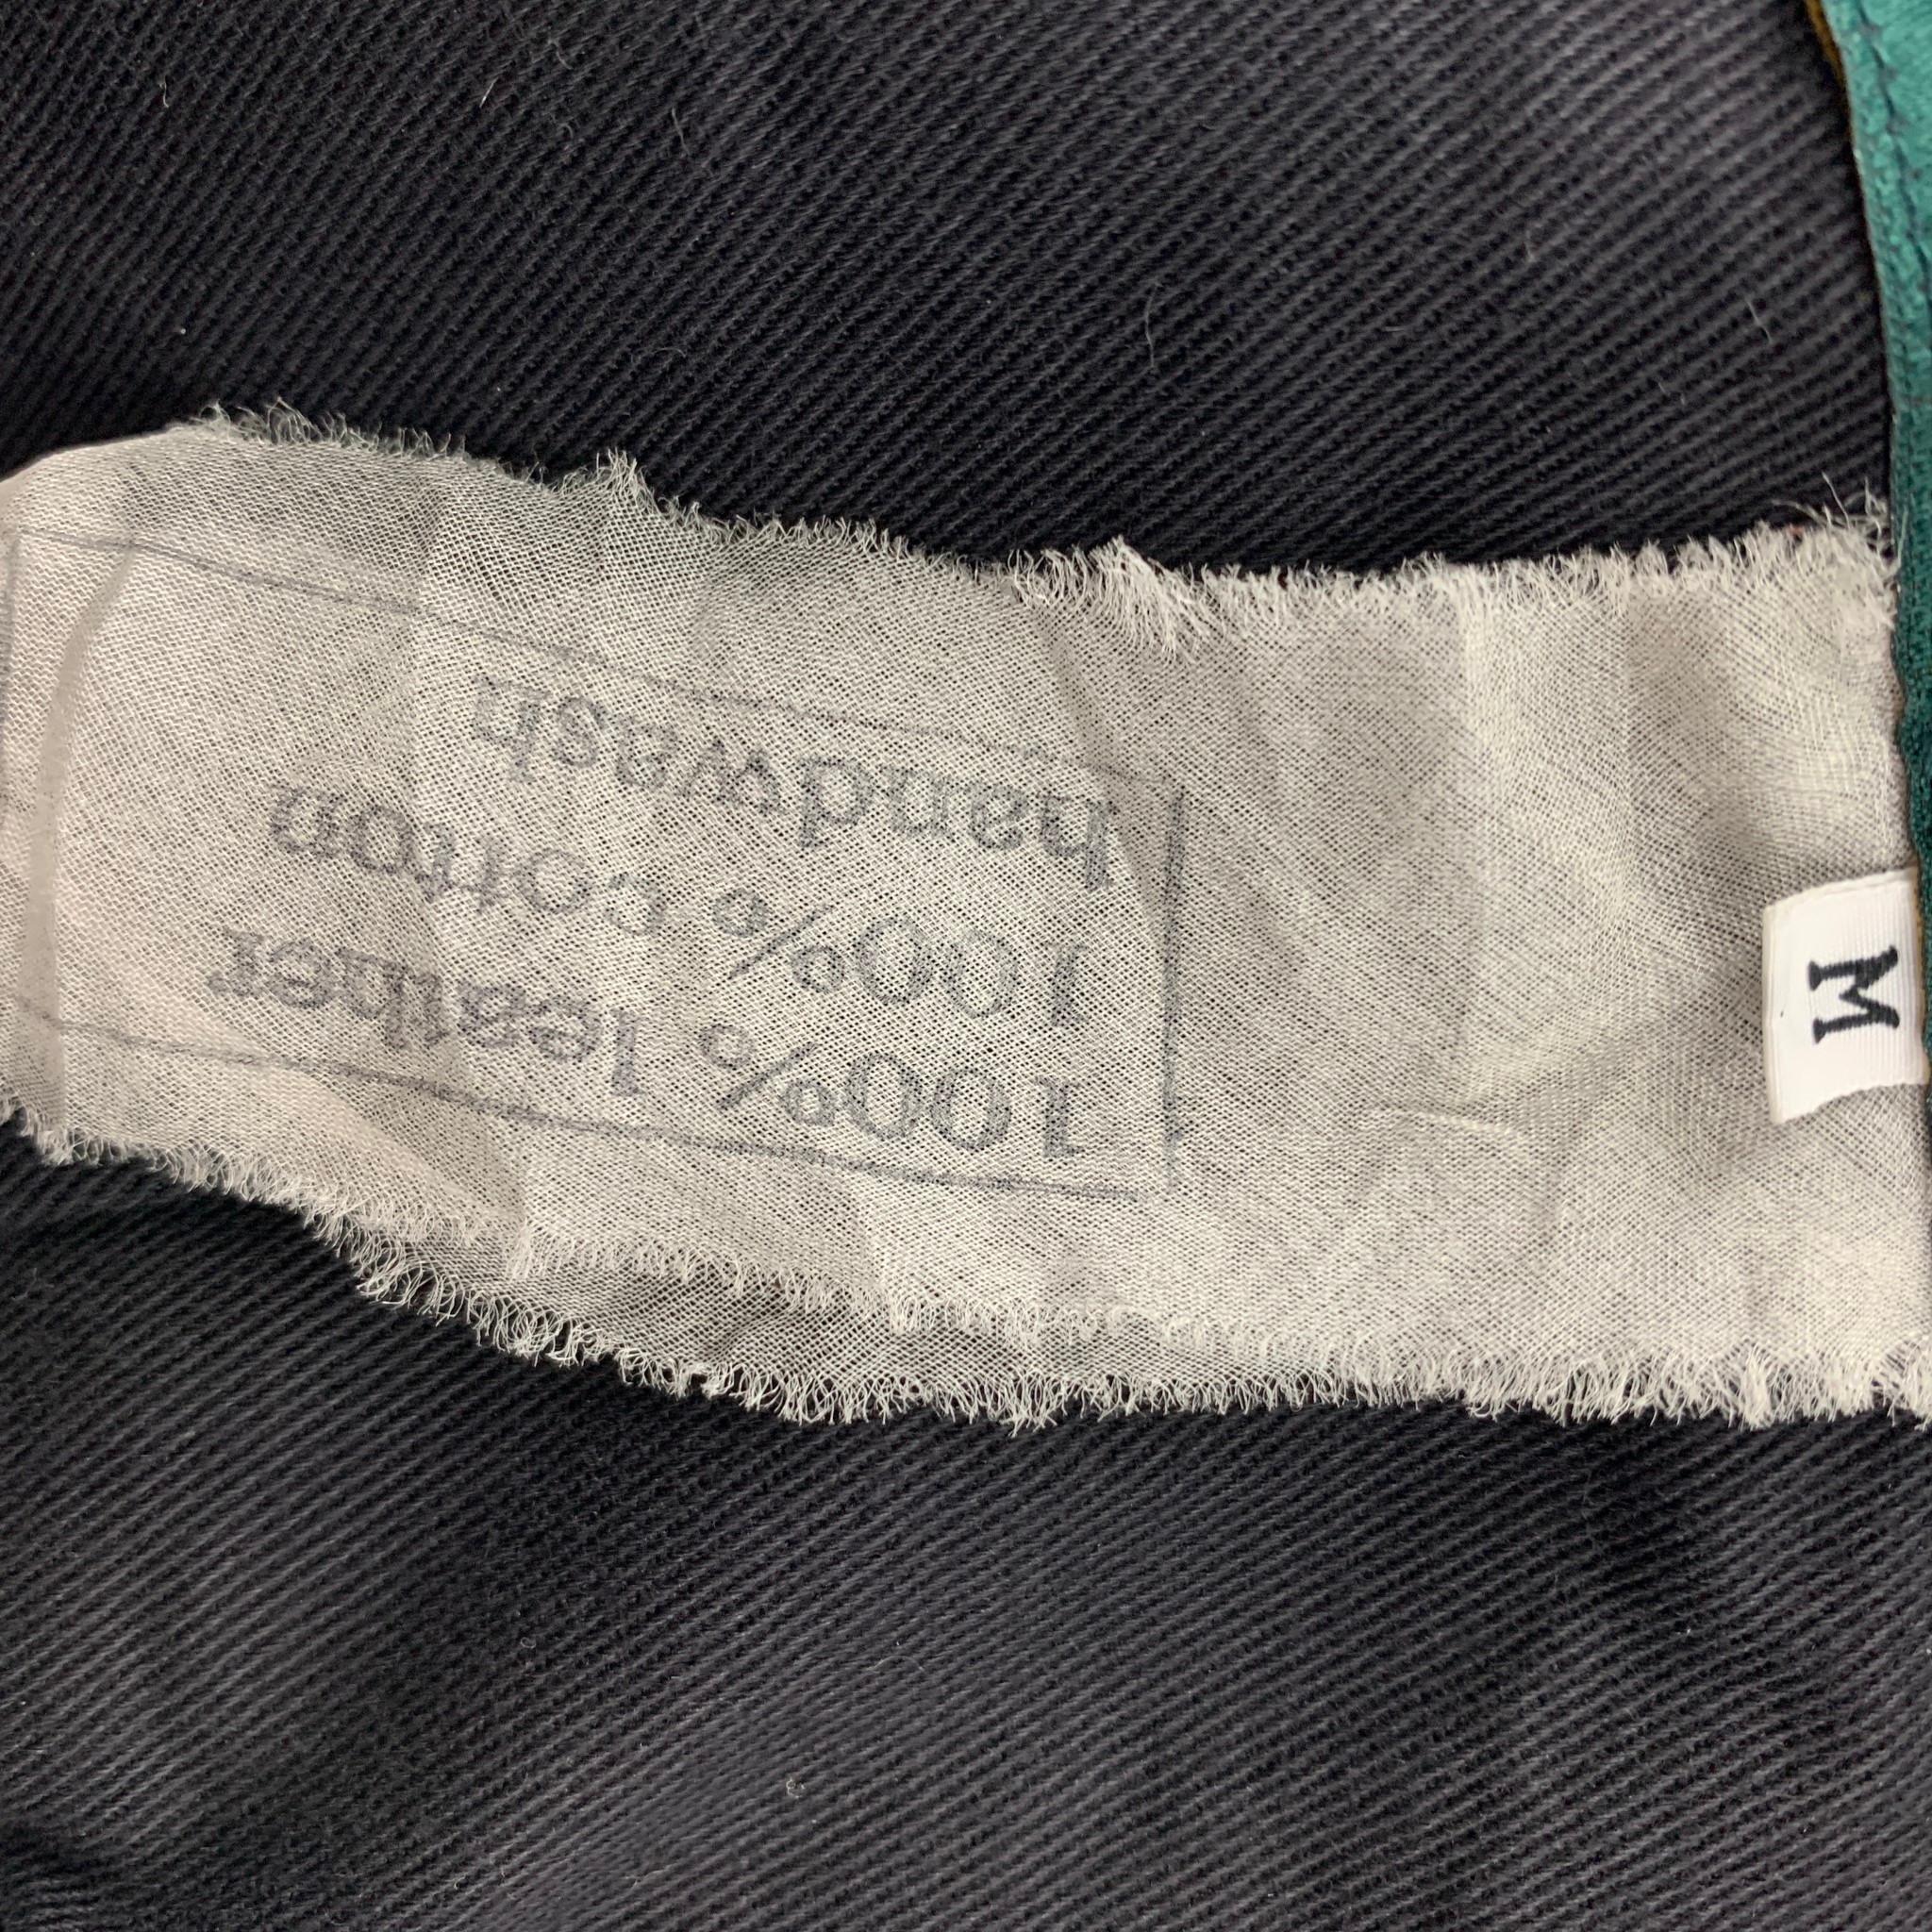 100% leather
100% cotton
handwash
M